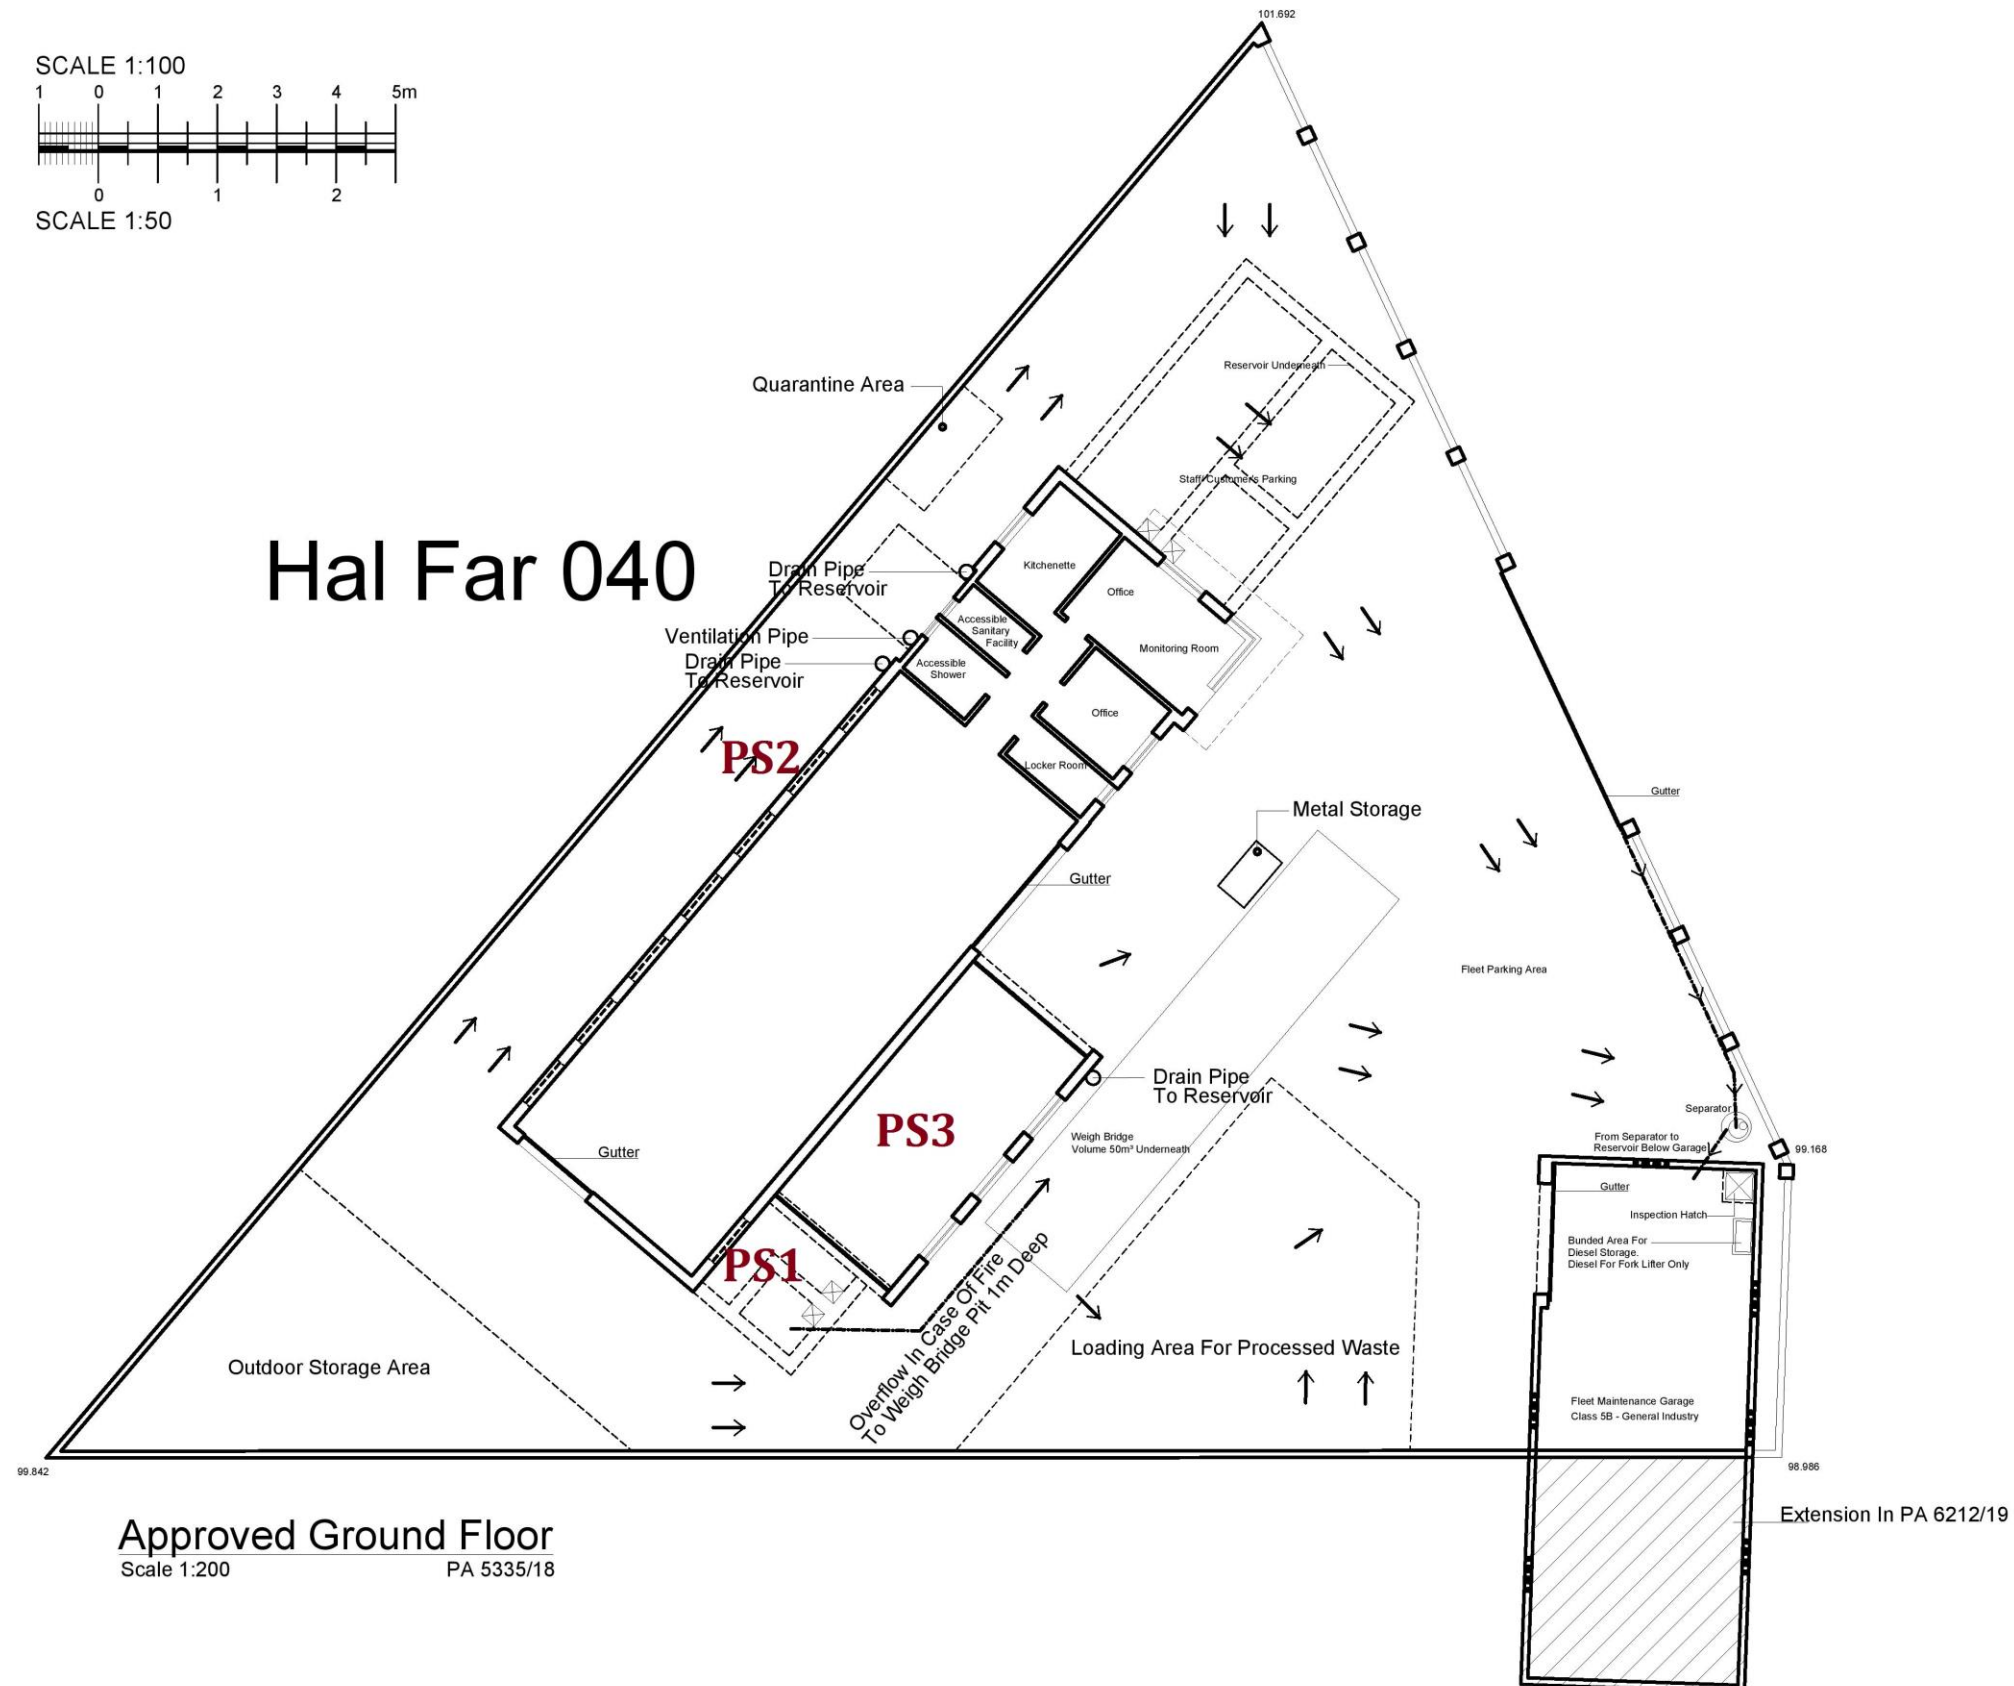 101.692
SCALE 1:100
1 0 1 2 3 4 5m
0 1 2
SCALE 1:50
Quarantine Area
Reservoir Underneath
Staff/Customer's Parking
Hal Far 040
Drain Pipe
To Reservoir
Kitchenette
Office
Accessible
Sanitary
Facility
Ventilation Pipe
Drain Pipe
To Reservoir
Accessible
Shower
Monitoring Room
Office
PS2
Locker Room
Metal Storage
Gutter
Gutter
Fleet Parking Area
Drain Pipe
To Reservoir
PS3
Weigh Bridge
Volume 50m³ Underneath
Separator
From Separator to
Reservoir Below Garage
99.168
Gutter
Gutter
Inspection Hatch
Bunded Area For
Diesel Storage.
Diesel For Fork Lifter Only
PS1
Overflow In Case Of Fire
To Weigh Bridge Pit 1m Deep
Loading Area For Processed Waste
Outdoor Storage Area
Fleet Maintenance Garage
Class 5B - General Industry
99.842
98.986
Extension In PA 6212/19
Approved Ground Floor
Scale 1:200 PA 5335/18